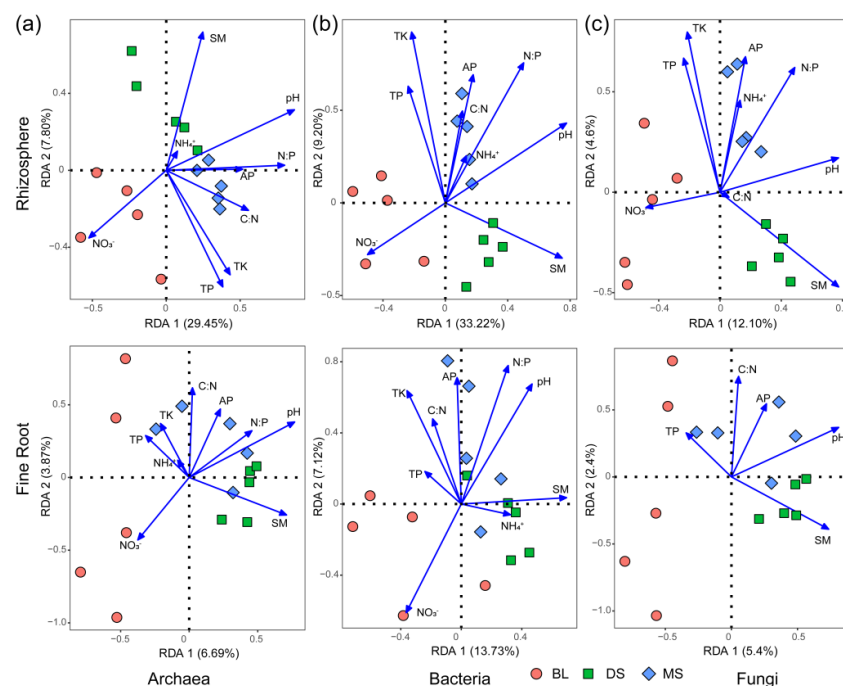 (a) (b) (c)
Rhizosphere
RDA 2 (7.80%)
0.4
0
-0.4
SM
pH
NH₄⁺
N:P
AP
C:N
NO₃⁻
TK
TP
-0.5 0 0.5
RDA 1 (29.45%)
RDA 2 (9.20%)
0.5
0
-0.5
TK
AP
N:P
TP
C:N
pH
NH₄⁺
NO₃⁻
SM
-0.4 0 0.4 0.8
RDA 1 (33.22%)
RDA 2 (4.6%)
0.5
0
-0.5
TK
AP
TP
N:P
NH₄⁺
pH
C:N
NO₃⁻
SM
-0.5 0 0.5
RDA 1 (12.10%)
Fine Root
RDA 2 (3.87%)
0.5
0
-0.5
-1.0
C:N
AP
TK
TP
N:P
pH
NH₄⁺
SM
NO₃⁻
-0.5 0 0.5
RDA 1 (6.69%)
RDA 2 (7.12%)
0.8
0.4
0
-0.4
N:P
AP
TK
pH
C:N
TP
SM
NH₄⁺
NO₃⁻
-0.4 0 0.4
RDA 1 (13.73%)
RDA 2 (2.4%)
0.5
0
-0.5
-1.0
C:N
AP
TP
pH
SM
-0.5 0 0.5
RDA 1 (5.4%)
BL DS MS
Archaea Bacteria Fungi